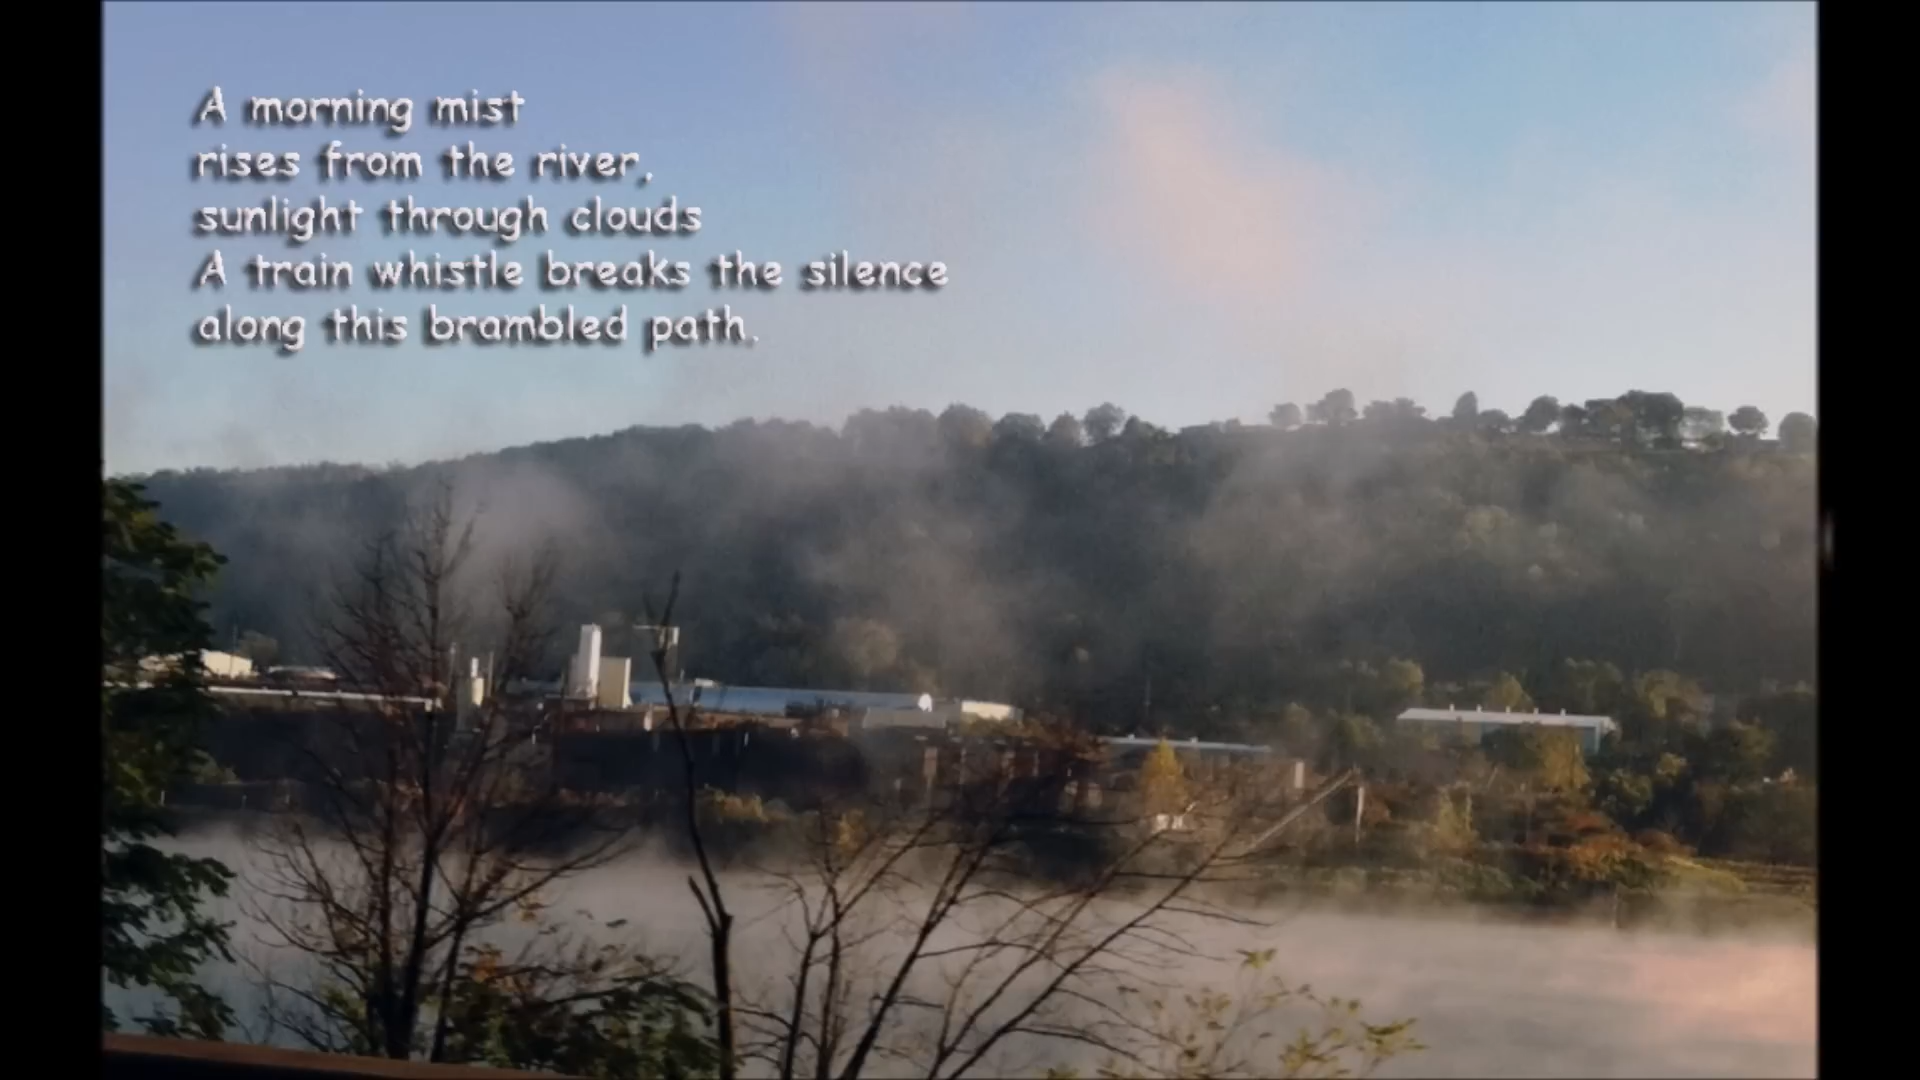 A morning mist
rises from the river,
sunlight through clouds
A train whistle breaks the silence
along this brambled path.